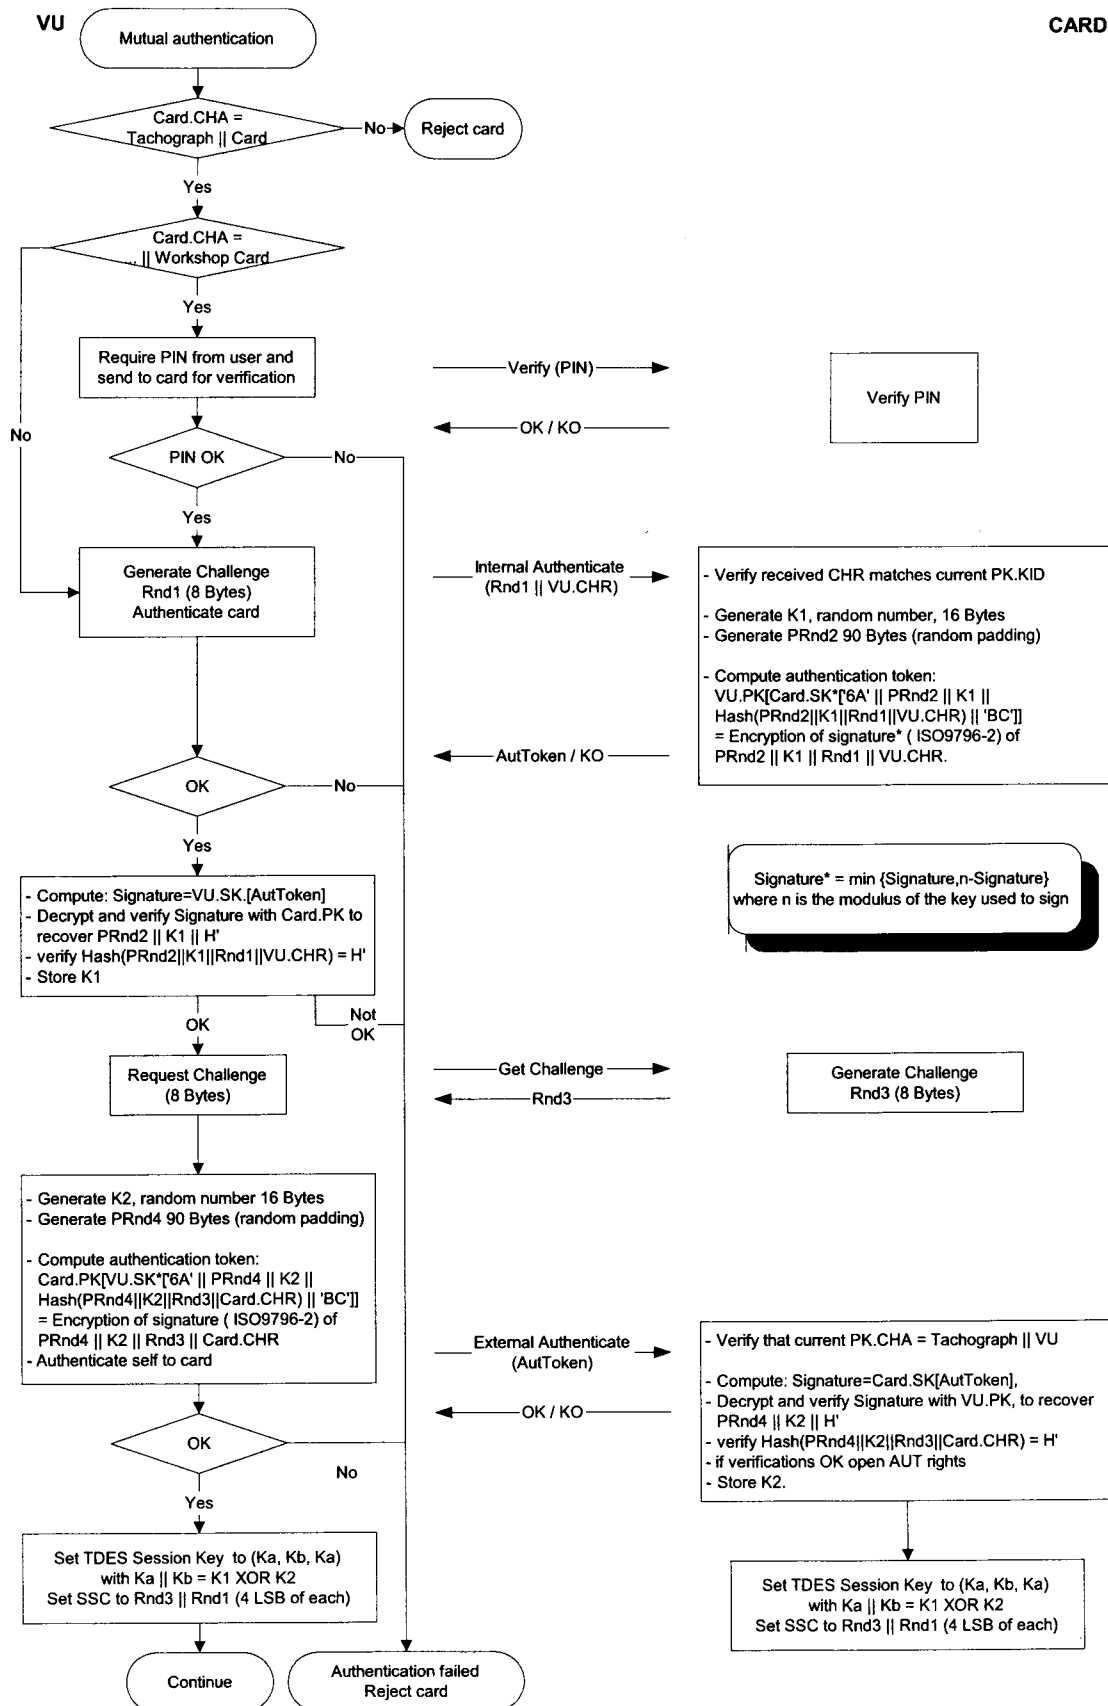 VU
CARD
Mutual authentication
Card.CHA =
Tachograph || Card
No
Reject card
Yes
Card.CHA =
... || Workshop Card
Yes
Require PIN from user and
send to card for verification
Verify (PIN)
Verify PIN
OK / KO
No
PIN OK
No
Yes
Generate Challenge
Rnd1 (8 Bytes)
Authenticate card
Internal Authenticate
(Rnd1 || VU.CHR)
- Verify received CHR matches current PK.KID
- Generate K1, random number, 16 Bytes
- Generate PRnd2 90 Bytes (random padding)
- Compute authentication token:
VU.PK[Card.SK*['6A' || PRnd2 || K1 ||
Hash(PRnd2||K1||Rnd1||VU.CHR) || 'BC']]
= Encryption of signature* ( ISO9796-2) of
PRnd2 || K1 || Rnd1 || VU.CHR.
AutToken / KO
OK
No
Yes
- Compute: Signature=VU.SK.[AutToken]
- Decrypt and verify Signature with Card.PK to
recover PRnd2 || K1 || H'
- verify Hash(PRnd2||K1||Rnd1||VU.CHR) = H'
- Store K1
Signature* = min {Signature,n-Signature}
where n is the modulus of the key used to sign
OK
Not
OK
Request Challenge
(8 Bytes)
Get Challenge
Rnd3
Generate Challenge
Rnd3 (8 Bytes)
- Generate K2, random number 16 Bytes
- Generate PRnd4 90 Bytes (random padding)
- Compute authentication token:
Card.PK[VU.SK*['6A' || PRnd4 || K2 ||
Hash(PRnd4||K2||Rnd3||Card.CHR) || 'BC']]
= Encryption of signature ( ISO9796-2) of
PRnd4 || K2 || Rnd3 || Card.CHR
- Authenticate self to card
External Authenticate
(AutToken)
OK / KO
- Verify that current PK.CHA = Tachograph || VU
- Compute: Signature=Card.SK[AutToken],
- Decrypt and verify Signature with VU.PK, to recover
PRnd4 || K2 || H'
- verify Hash(PRnd4||K2||Rnd3||Card.CHR) = H'
- if verifications OK open AUT rights
- Store K2.
OK
No
Yes
Set TDES Session Key to (Ka, Kb, Ka)
with Ka || Kb = K1 XOR K2
Set SSC to Rnd3 || Rnd1 (4 LSB of each)
Set TDES Session Key to (Ka, Kb, Ka)
with Ka || Kb = K1 XOR K2
Set SSC to Rnd3 || Rnd1 (4 LSB of each)
Continue
Authentication failed
Reject card